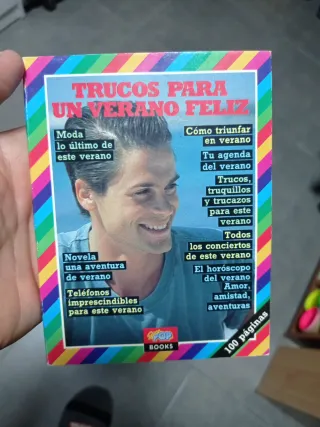 TRUCOS PARA
UN VERANO FELIZ
Moda
lo último de
este verano
Cómo triunfar
en verano
Tu agenda
del verano
Trucos,
truquillos
y trucazos
para este
verano
Todos
los conciertos
de este verano
El horóscopo
del verano
Amor,
amistad,
aventuras
Novela
una aventura
de verano
Teléfonos
imprescindibles
para este verano
BOOKS
100 Páginas